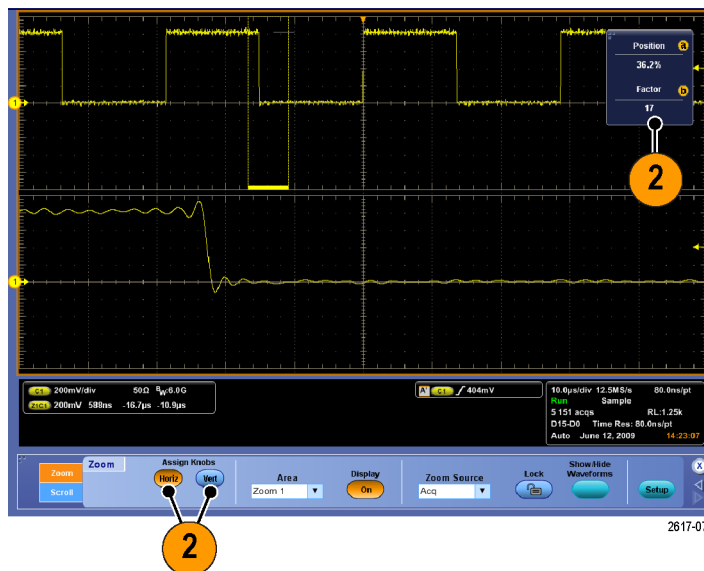 Position a
36.2%
Factor b
17
2
1
1
C1 200mV/div 50Ω BW:6.0G
Z1C1 200mV 588ns -16.7µs -10.9µs
A' C1 404mV
10.0µs/div 12.5MS/s 80.0ns/pt
Run Sample
5 151 acqs RL:1.25k
D15-D0 Time Res: 80.0ns/pt
Auto June 12, 2009 14:23:07
Zoom
Scroll
Zoom
Assign Knobs
Horiz Vert
Area
Zoom 1
Display
On
Zoom Source
Acq
Lock
Show/Hide
Waveforms
Setup
X
2
2617-07